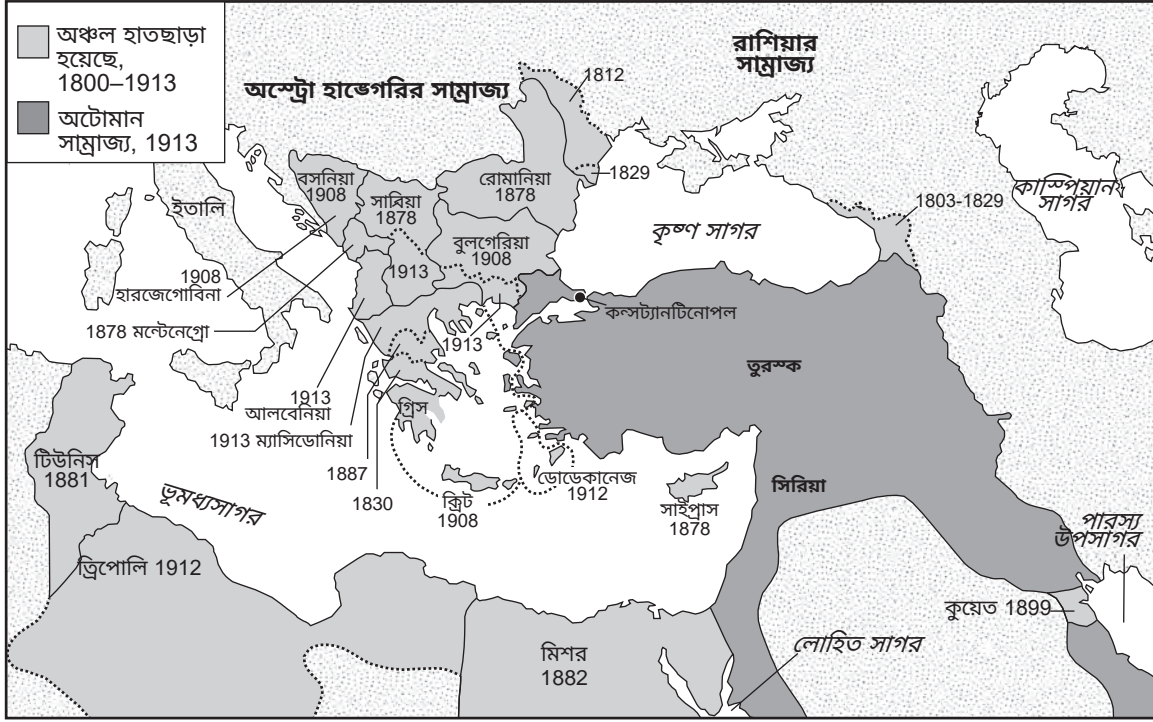 অঞ্চল হাতছাড়া
হয়েছে,
1800–1913
অটোমান
সাম্রাজ্য, 1913
অস্ট্রো হাঙ্গেরির সাম্রাজ্য
রাশিয়ার
সাম্রাজ্য
1812
1829
1803-1829
কাস্পিয়ান
সাগর
বসনিয়া
1908
সার্বিয়া
1878
রোমানিয়া
1878
ইতালি
বুলগেরিয়া
1908
কৃষ্ণ সাগর
1913
1908
হারজেগোবিনা
1878 মন্টেনেগ্রো
কন্সট্যানটিনোপল
1913
তুরস্ক
1913
আলবেনিয়া
গ্রিস
1913 ম্যাসিডোনিয়া
টিউনিস
1881
1887
1830
ক্রিট
1908
ডোডেকানেজ
1912
সাইপ্রাস
1878
সিরিয়া
ভূমধ্যসাগর
পারস্য
উপসাগর
ত্রিপোলি 1912
কুয়েত 1899
মিশর
1882
লোহিত সাগর